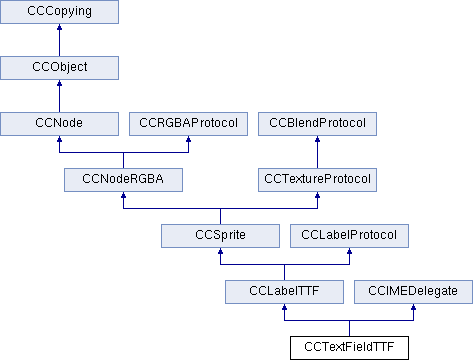 CCCopying
CCObject
CCNode
CCRGBAProtocol
CCBlendProtocol
CCNodeRGBA
CCTextureProtocol
CCSprite
CCLabelProtocol
CCLabelTTF
CCIMEDelegate
CCTextFieldTTF